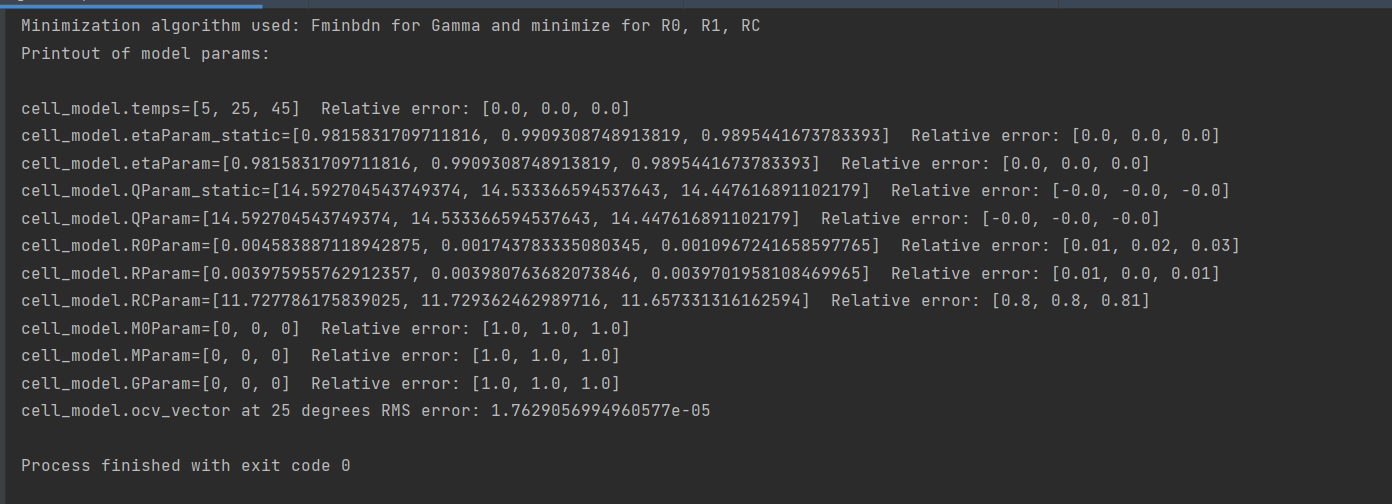 Minimization algorithm used: Fminbdn for Gamma and minimize for R0, R1, RC
Printout of model params:
cell_model.temps=[5, 25, 45]  Relative error: [0.0, 0.0, 0.0]
cell_model.etaParam_static=[0.9815831709711816, 0.9909308748913819, 0.9895441673783393]  Relative error: [0.0, 0.0, 0.0]
cell_model.etaParam=[0.9815831709711816, 0.9909308748913819, 0.9895441673783393]  Relative error: [0.0, 0.0, 0.0]
cell_model.QParam_static=[14.592704543749374, 14.533366594537643, 14.447616891102179]  Relative error: [-0.0, -0.0, -0.0]
cell_model.QParam=[14.592704543749374, 14.533366594537643, 14.447616891102179]  Relative error: [-0.0, -0.0, -0.0]
cell_model.R0Param=[0.004583887118942875, 0.001743783335080345, 0.0010967241658597765]  Relative error: [0.01, 0.02, 0.03]
cell_model.RParam=[0.003975955762912357, 0.003980763682073846, 0.0039701958108469965]  Relative error: [0.01, 0.0, 0.01]
cell_model.RCParam=[11.727786175839025, 11.729362462989716, 11.657331316162594]  Relative error: [0.8, 0.8, 0.81]
cell_model.M0Param=[0, 0, 0]  Relative error: [1.0, 1.0, 1.0]
cell_model.MParam=[0, 0, 0]  Relative error: [1.0, 1.0, 1.0]
cell_model.GParam=[0, 0, 0]  Relative error: [1.0, 1.0, 1.0]
cell_model.ocv_vector at 25 degrees RMS error: 1.7629056994960577e-05
Process finished with exit code 0